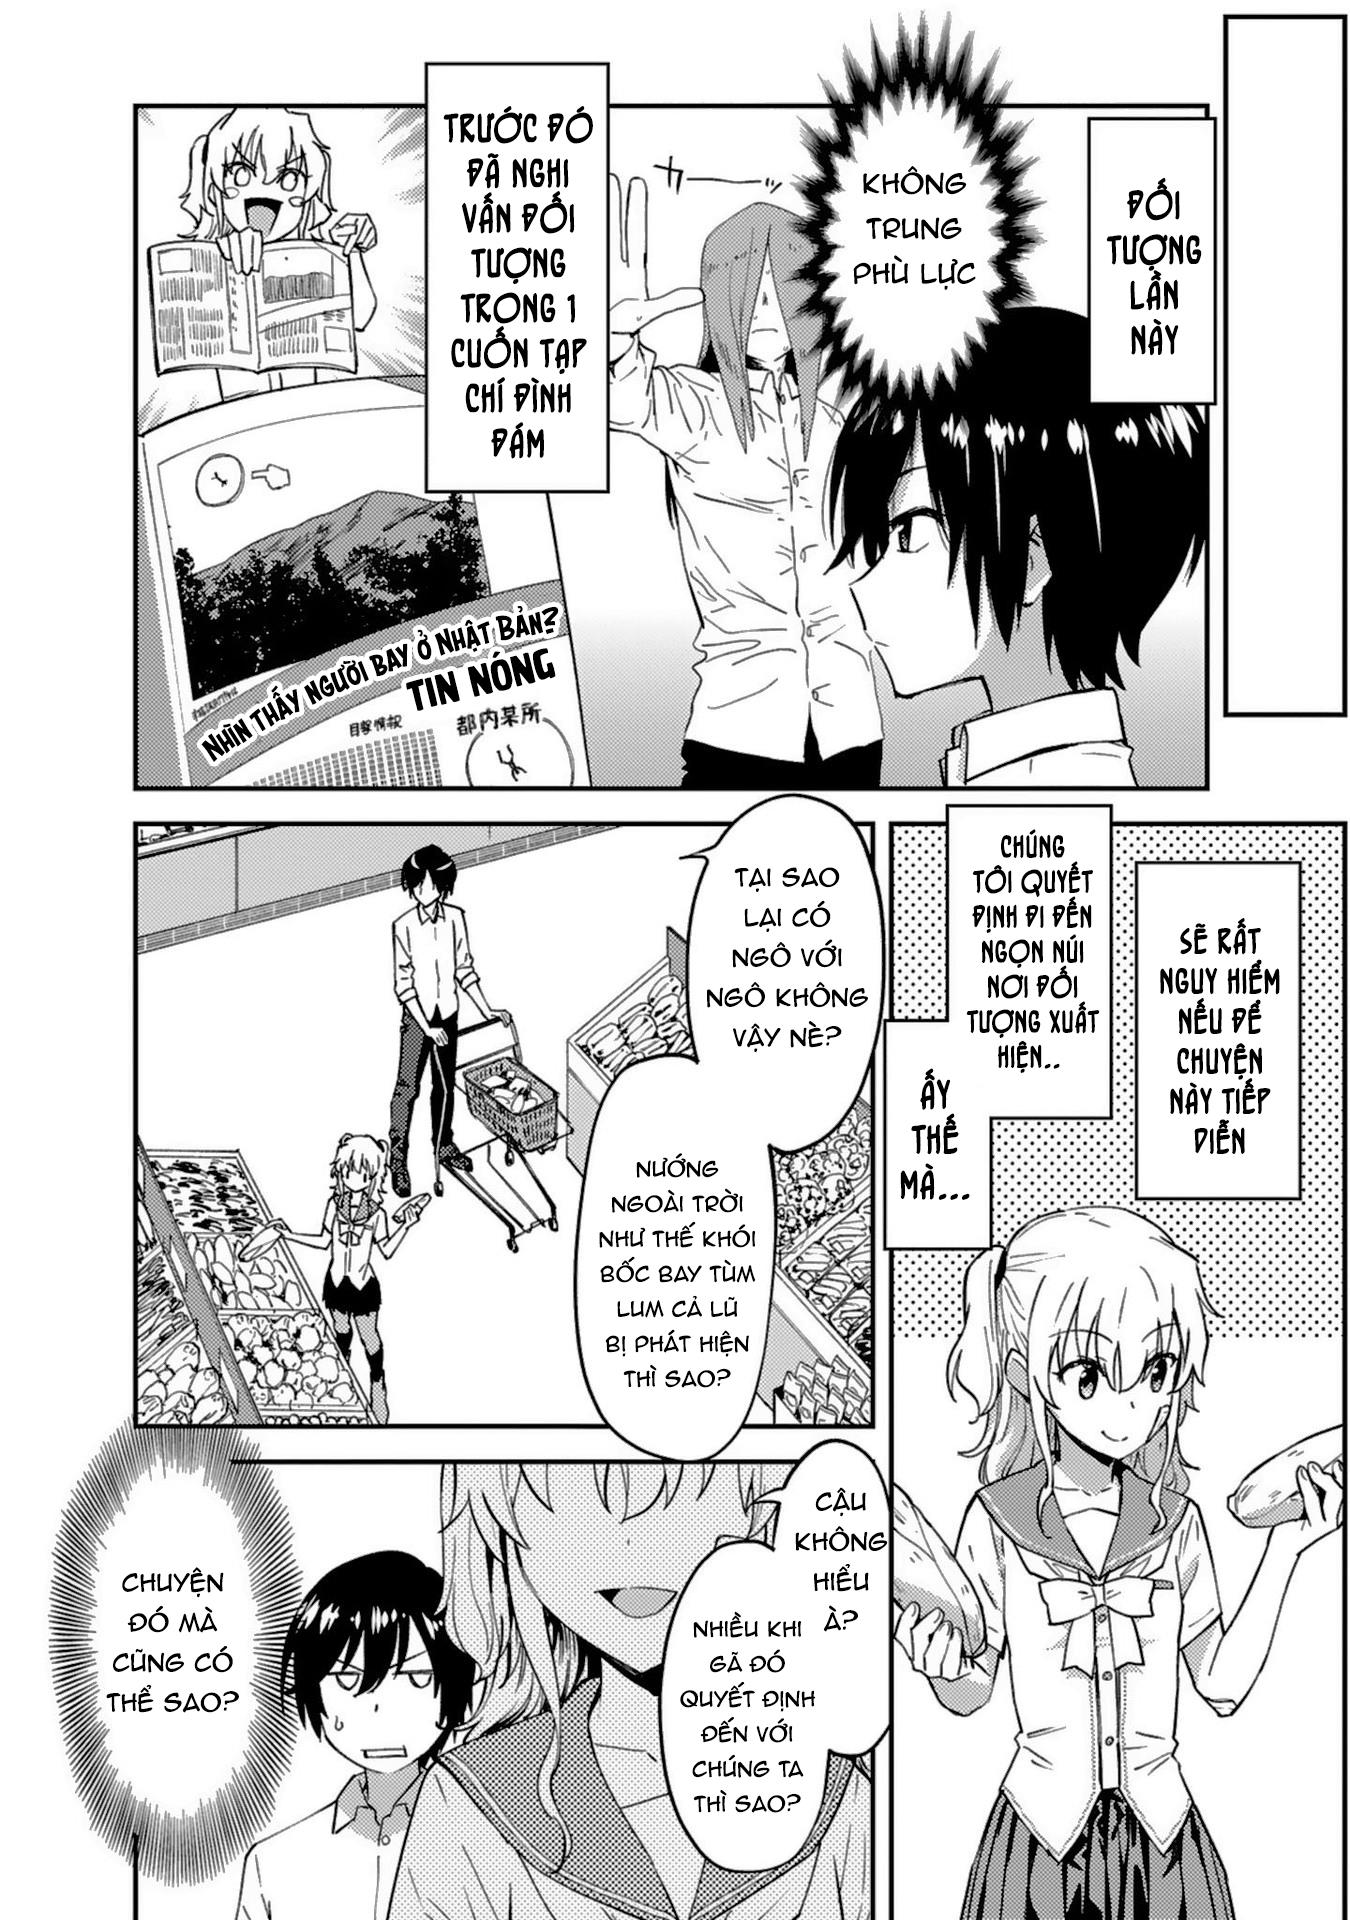 ĐỐI
TƯỢNG
LẦN
NÀY
KHÔNG
TRUNG
PHÙ LỰC
カーーッ
TRƯỚC ĐÓ
ĐÃ NGHI
VẤN ĐỐI
TƯỢNG
TRONG 1
CUỐN TẠP
CHÍ ĐÌNH
ĐÁM
NHÌN THẤY NGƯỜI BAY Ở NHẬT BẢN?
TIN NÓNG
目撃情報
都内某所
SẼ RẤT
NGUY HIỂM
NẾU ĐỂ
CHUYỆN
NÀY TIẾP
DIỄN
CHÚNG
TÔI QUYẾT
ĐỊNH ĐI ĐẾN
NGỌN NÚI
NƠI ĐỐI
TƯỢNG XUẤT
HIỆN..
ẤY
THẾ
MÀ...
TẠI SAO
LẠI CÓ
NGÔ VỚI
NGÔ KHÔNG
VẬY NÈ?
NƯỚNG
NGOÀI TRỜI
NHƯ THẾ KHÓI
BỐC BAY TÙM
LUM CẢ LŨ
BỊ PHÁT HIỆN
THÌ SAO?
CẬU
KHÔNG
HIỂU
À?
NHIỀU KHI
GÃ ĐÓ
QUYẾT ĐỊNH
ĐẾN VỚI
CHÚNG TA
THÌ SAO?
CHUYỆN
ĐÓ MÀ
CŨNG CÓ
THỂ SAO?